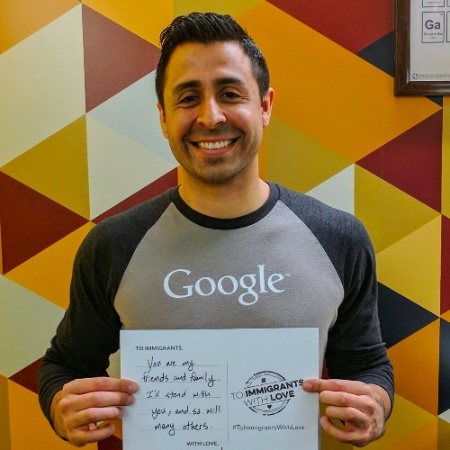 Ga
Google
TO IMMIGRANTS,
You are my
friends and family.
I'll stand with
you, and so will
many others.
WITH LOVE,
TO IMMIGRANTS
WITH LOVE
#ToImmigrantsWithLove